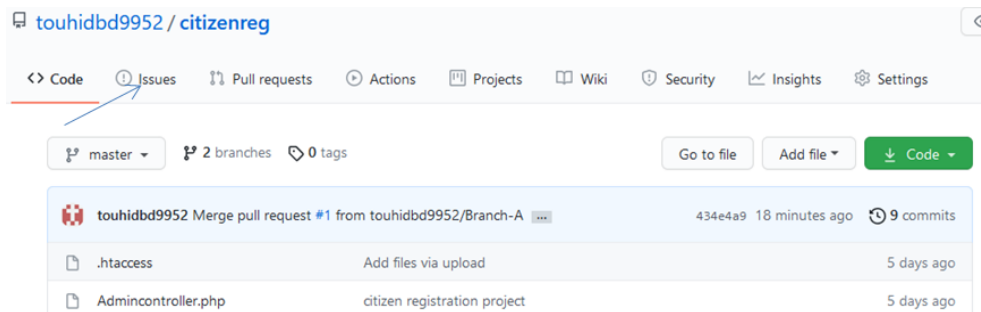 touhidbd9952 / citizenreg
<> Code Issues Pull requests Actions Projects Wiki Security Insights Settings
master 2 branches 0 tags Go to file Add file Code
touhidbd9952 Merge pull request #1 from touhidbd9952/Branch-A ... 434e4a9 18 minutes ago 9 commits
.htaccess Add files via upload 5 days ago
Admincontroller.php citizen registration project 5 days ago